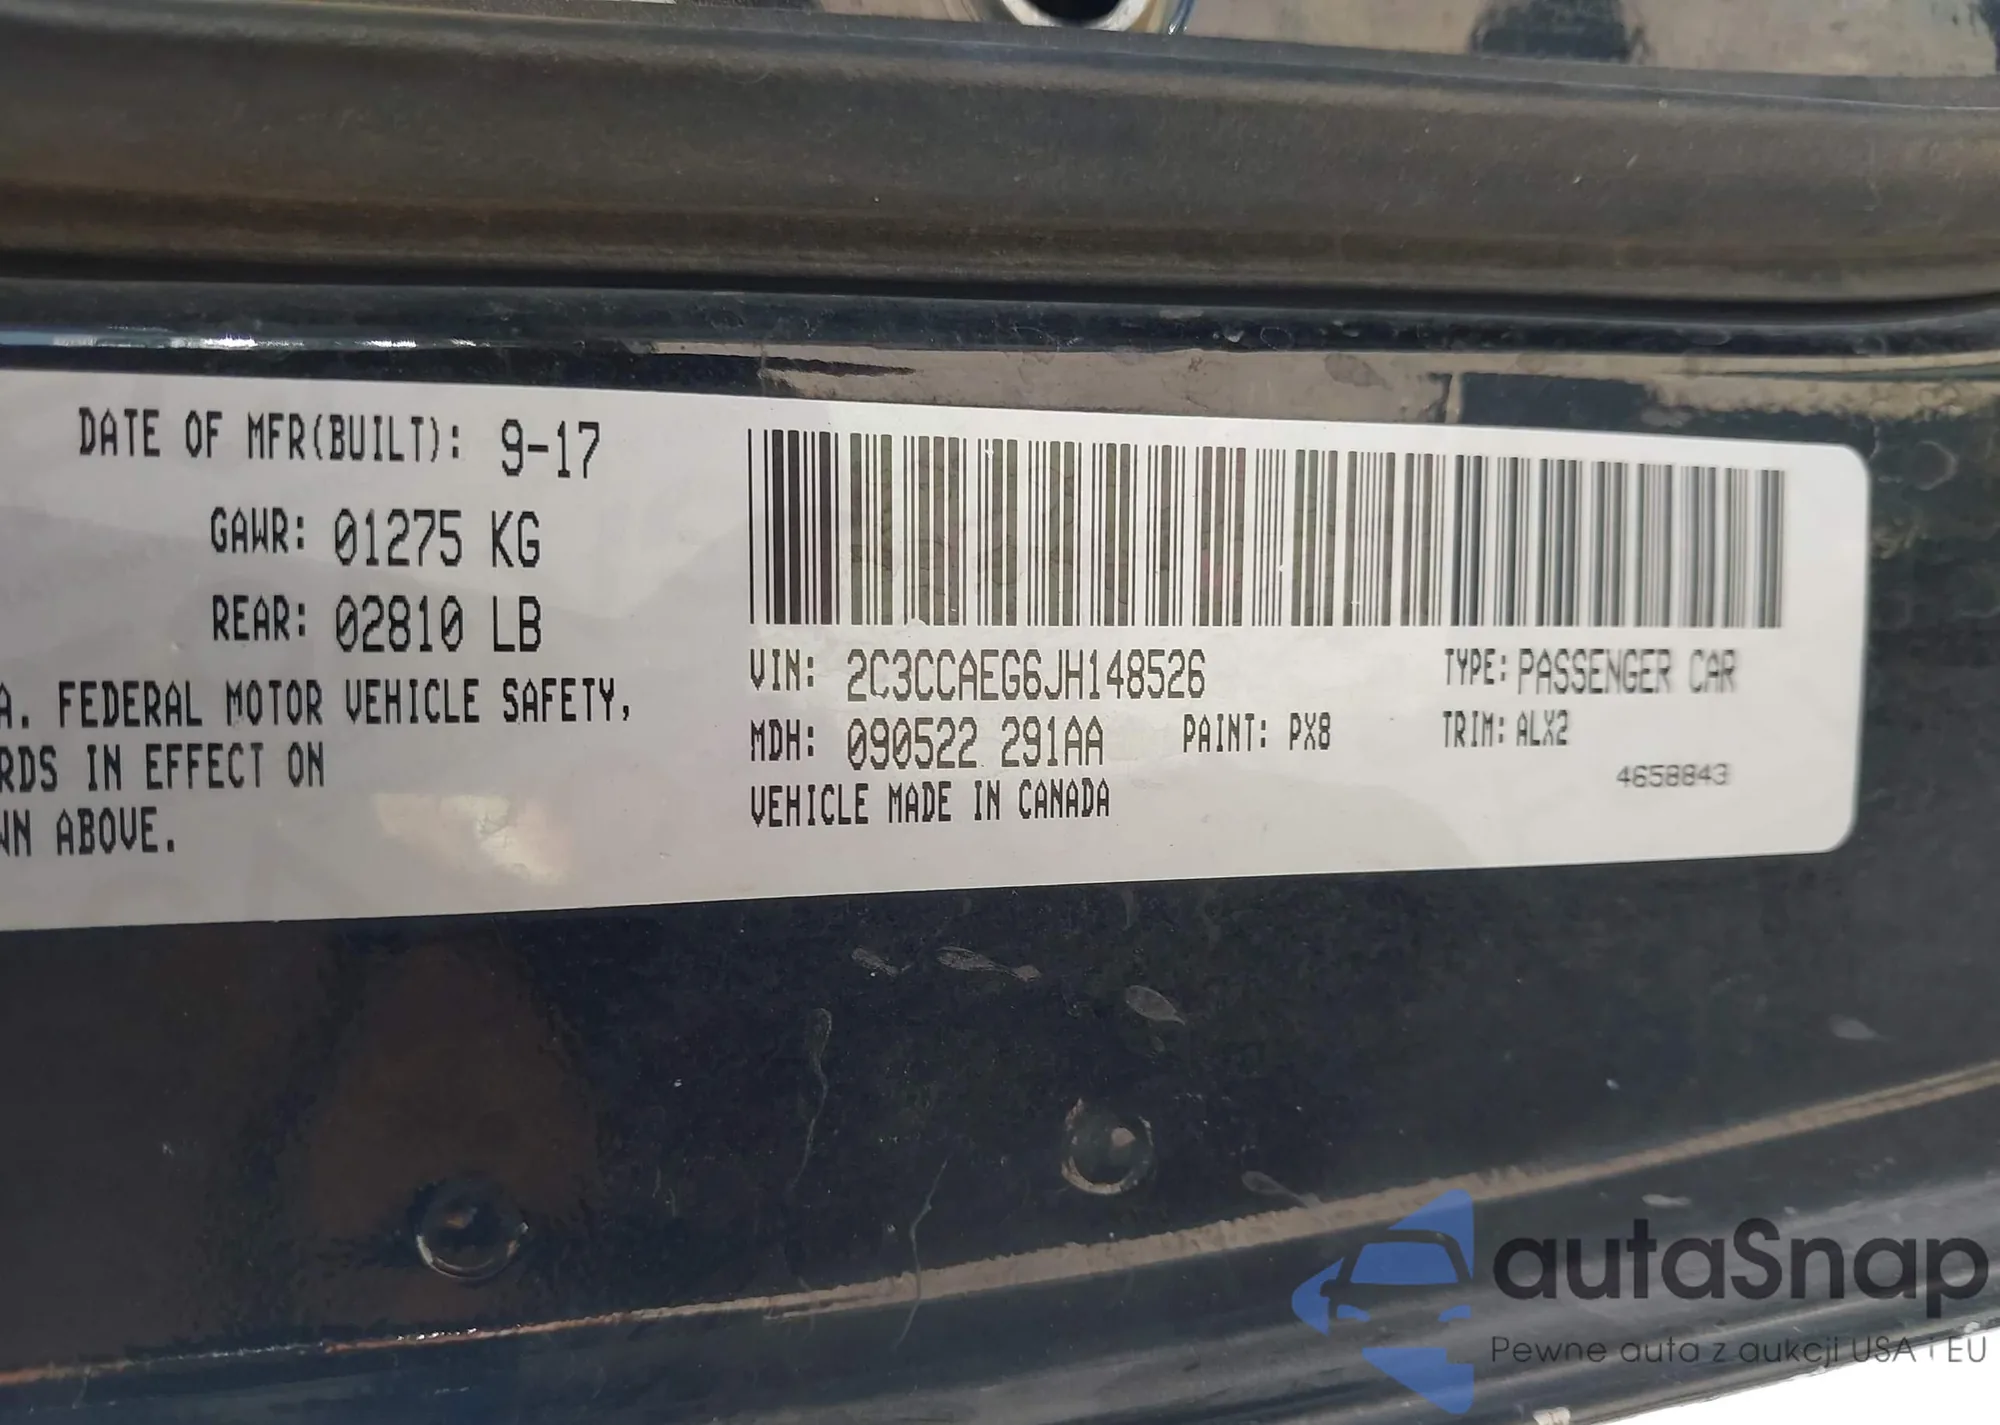 DATE OF MFR(BUILT): 9-17
GAWR: 01275 KG
REAR: 02810 LB
A. FEDERAL MOTOR VEHICLE SAFETY,
RDS IN EFFECT ON
WN ABOVE.
VIN: 2C3CCAEG6JH148526
TYPE: PASSENGER CAR
MDH: 090522 291AA
PAINT: PX8
TRIM: ALX2
VEHICLE MADE IN CANADA
4658843
autaSnap
Pewne auta z aukcji USA i EU